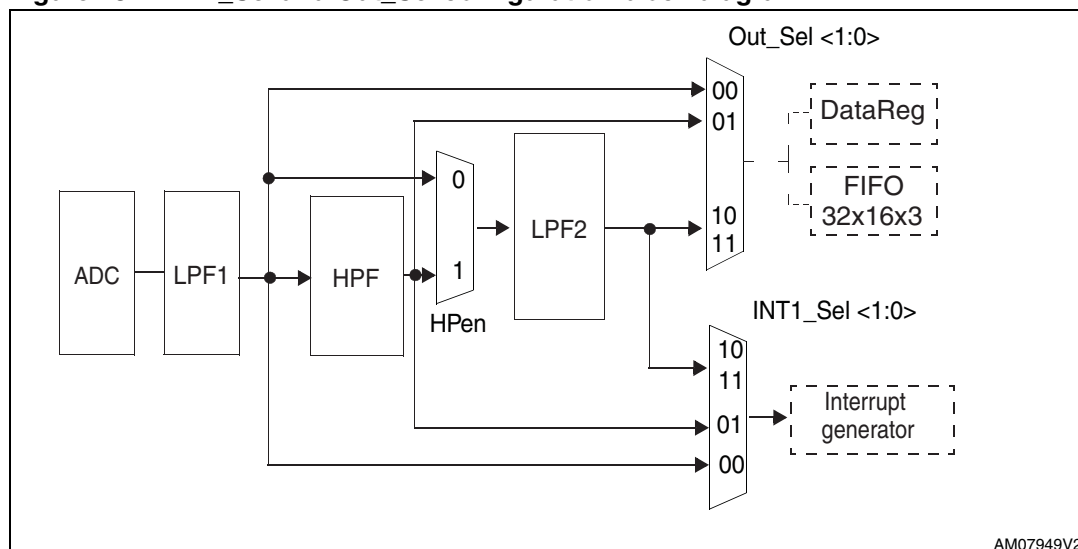 Out_Sel <1:0>
00
01
DataReg
0
FIFO
32x16x3
ADC
LPF1
HPF
LPF2
10
11
1
HPen
INT1_Sel <1:0>
10
11
Interrupt
generator
01
00
AM07949V2